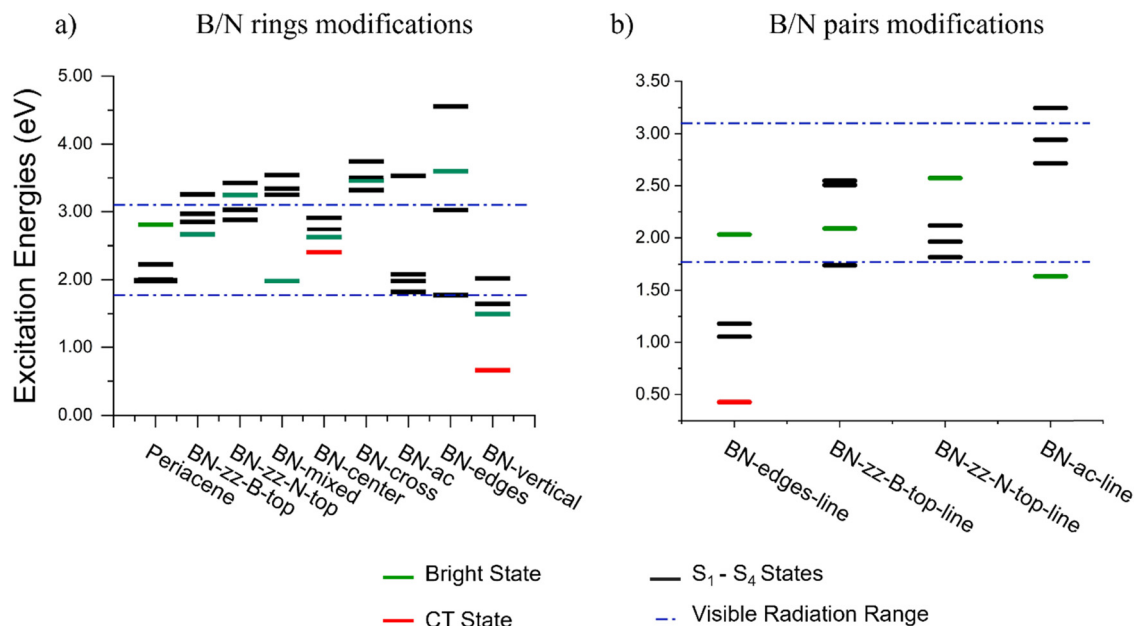 a) B/N rings modifications
b) B/N pairs modifications
Excitation Energies (eV)
5.00
4.00
3.00
2.00
1.00
0.00
Periacene
BN-zz-B-top
BN-zz-N-top
BN-mixed
BN-center
BN-cross
BN-ac
BN-edges
BN-vertical
3.50
3.00
2.50
2.00
1.50
1.00
0.50
BN-edges-line
BN-zz-B-top-line
BN-zz-N-top-line
BN-ac-line
Bright State
S₁ - S₄ States
CT State
Visible Radiation Range